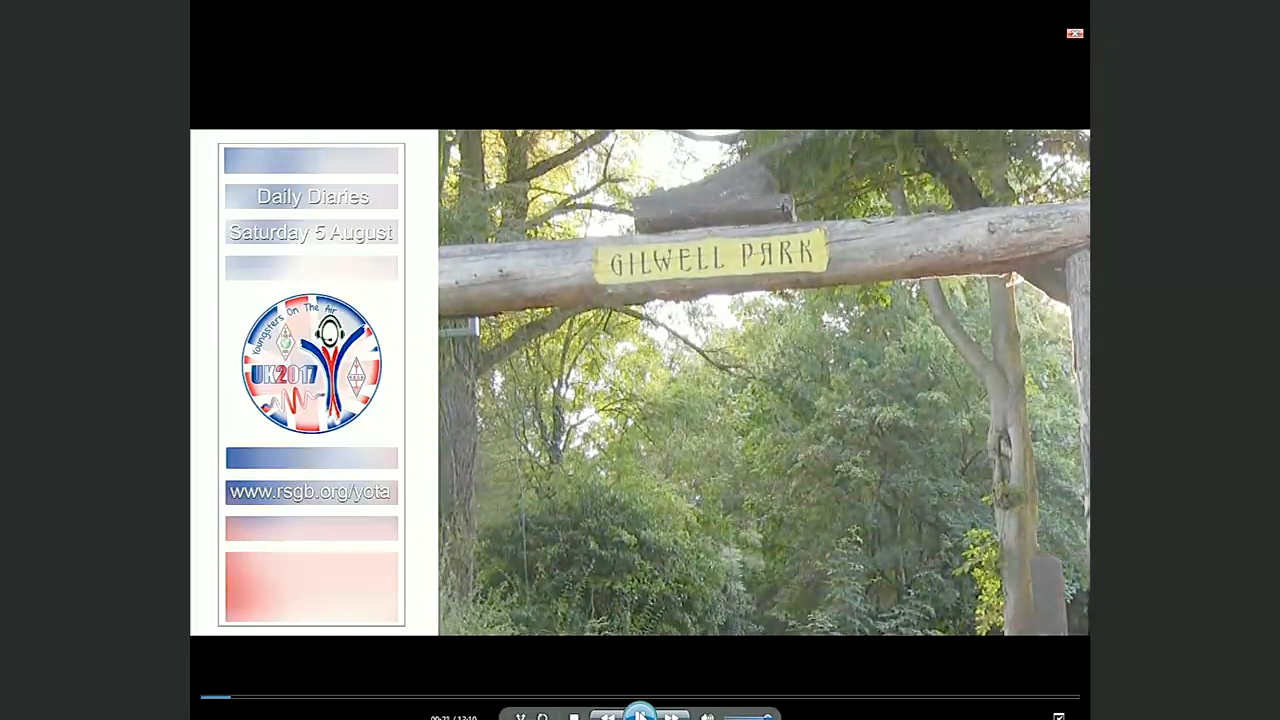 Daily Diaries
Saturday 5 August
Youngsters On The Air
UK2017
www.rsgb.org/yota
GILWELL PARK